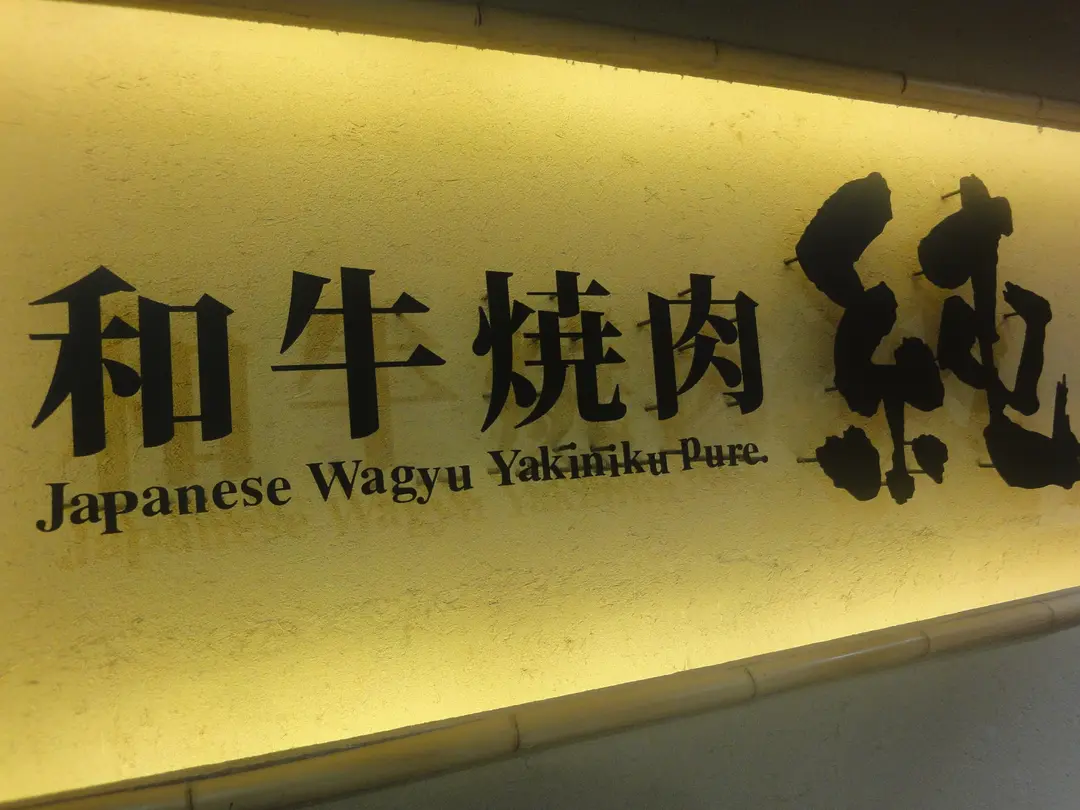 和牛焼肉 純
Japanese Wagyu Yakiniku Pure.